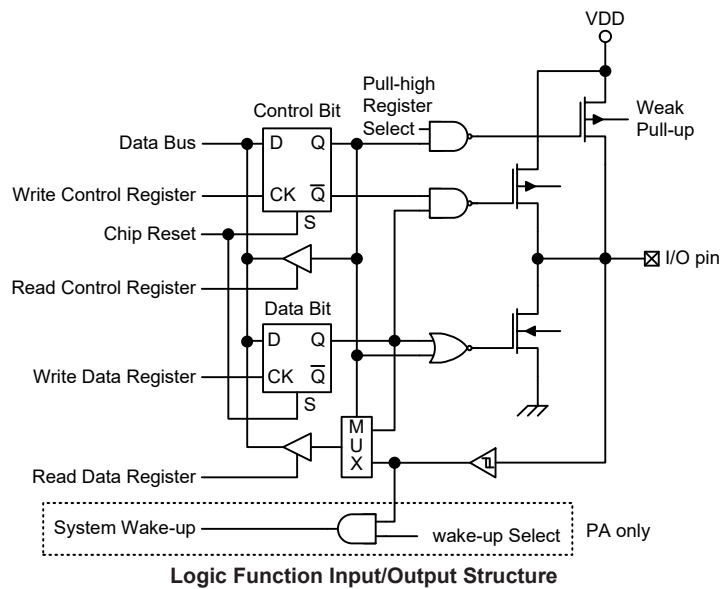 VDD
Pull-high
Register
Select
Weak
Pull-up
Control Bit
Data Bus
D
Q
Write Control Register
CK
Q
S
Chip Reset
I/O pin
Read Control Register
Data Bit
D
Q
Write Data Register
CK
Q
S
M
U
X
Read Data Register
System Wake-up
wake-up Select
PA only
Logic Function Input/Output Structure